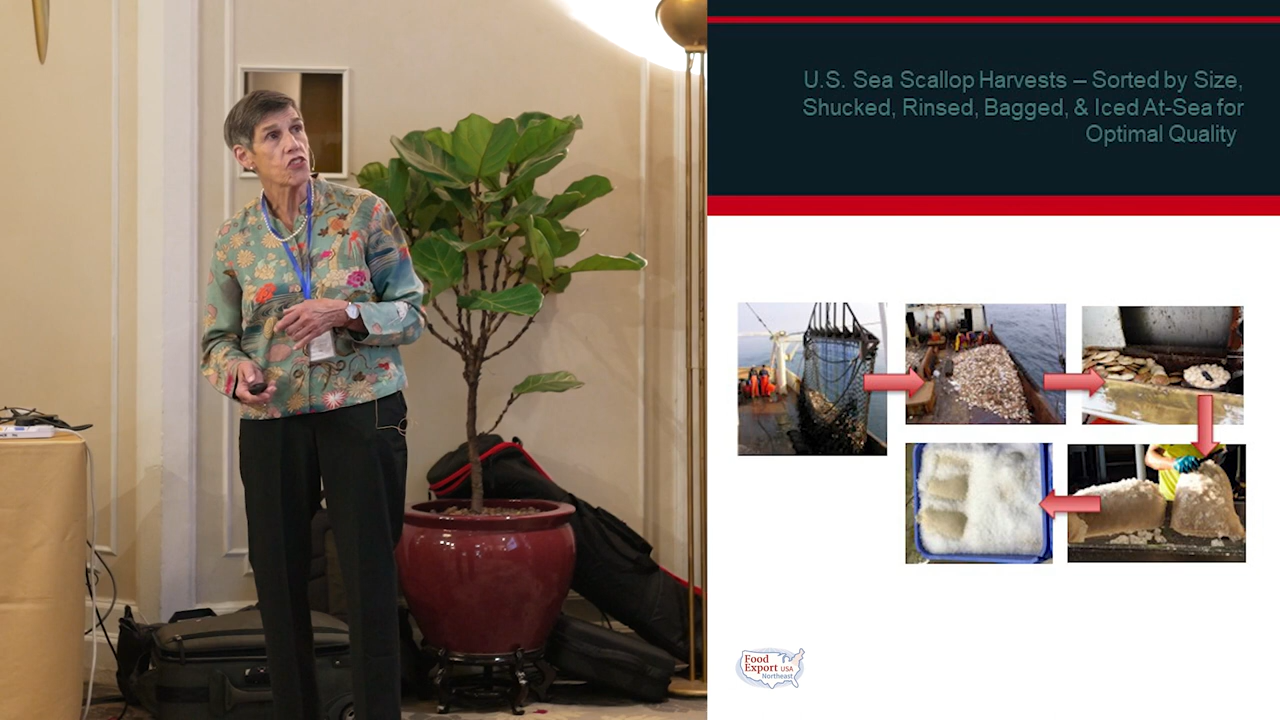 U.S. Sea Scallop Harvests – Sorted by Size,
Shucked, Rinsed, Bagged, & Iced At-Sea for
Optimal Quality
Food
Export USA
Northeast